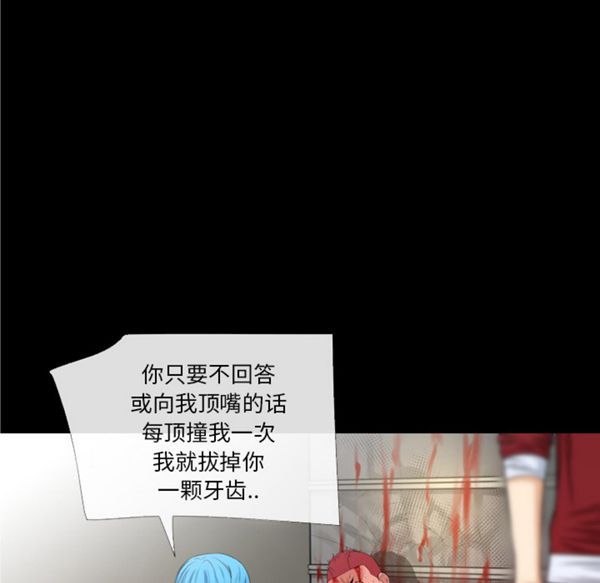 你只要不回答
或向我顶嘴的话
每顶撞我一次
我就拔掉你
一颗牙齿..